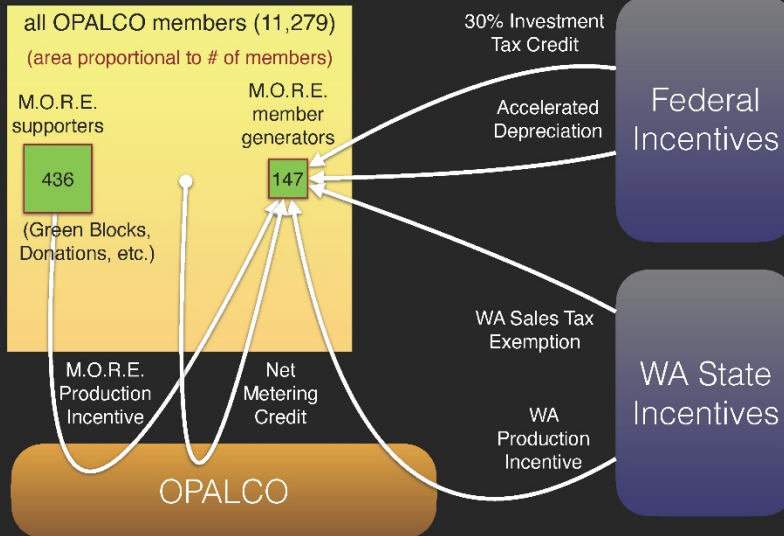 all OPALCO members (11,279)
(area proportional to # of members)
M.O.R.E.
supporters
436
(Green Blocks,
Donations, etc.)
M.O.R.E.
member
generators
147
30% Investment
Tax Credit
Accelerated
Depreciation
Federal
Incentives
WA Sales Tax
Exemption
WA
Production
Incentive
WA State
Incentives
M.O.R.E.
Production
Incentive
Net
Metering
Credit
OPALCO